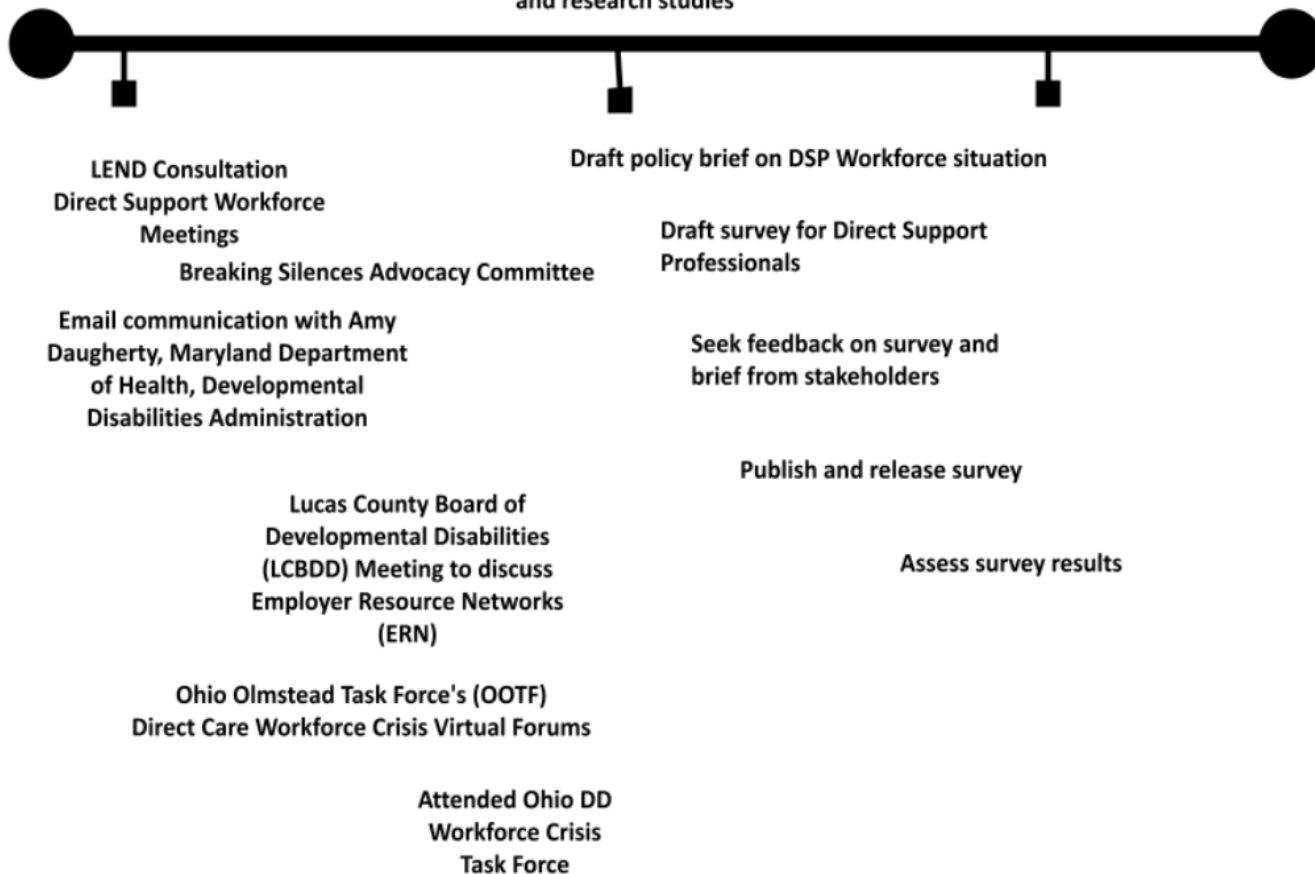 and research studies
LEND Consultation
Direct Support Workforce
Meetings
Breaking Silences Advocacy Committee
Email communication with Amy
Daugherty, Maryland Department
of Health, Developmental
Disabilities Administration
Lucas County Board of
Developmental Disabilities
(LCBDD) Meeting to discuss
Employer Resource Networks
(ERN)
Ohio Olmstead Task Force's (OOTF)
Direct Care Workforce Crisis Virtual Forums
Attended Ohio DD
Workforce Crisis
Task Force
Draft policy brief on DSP Workforce situation
Draft survey for Direct Support
Professionals
Seek feedback on survey and
brief from stakeholders
Publish and release survey
Assess survey results